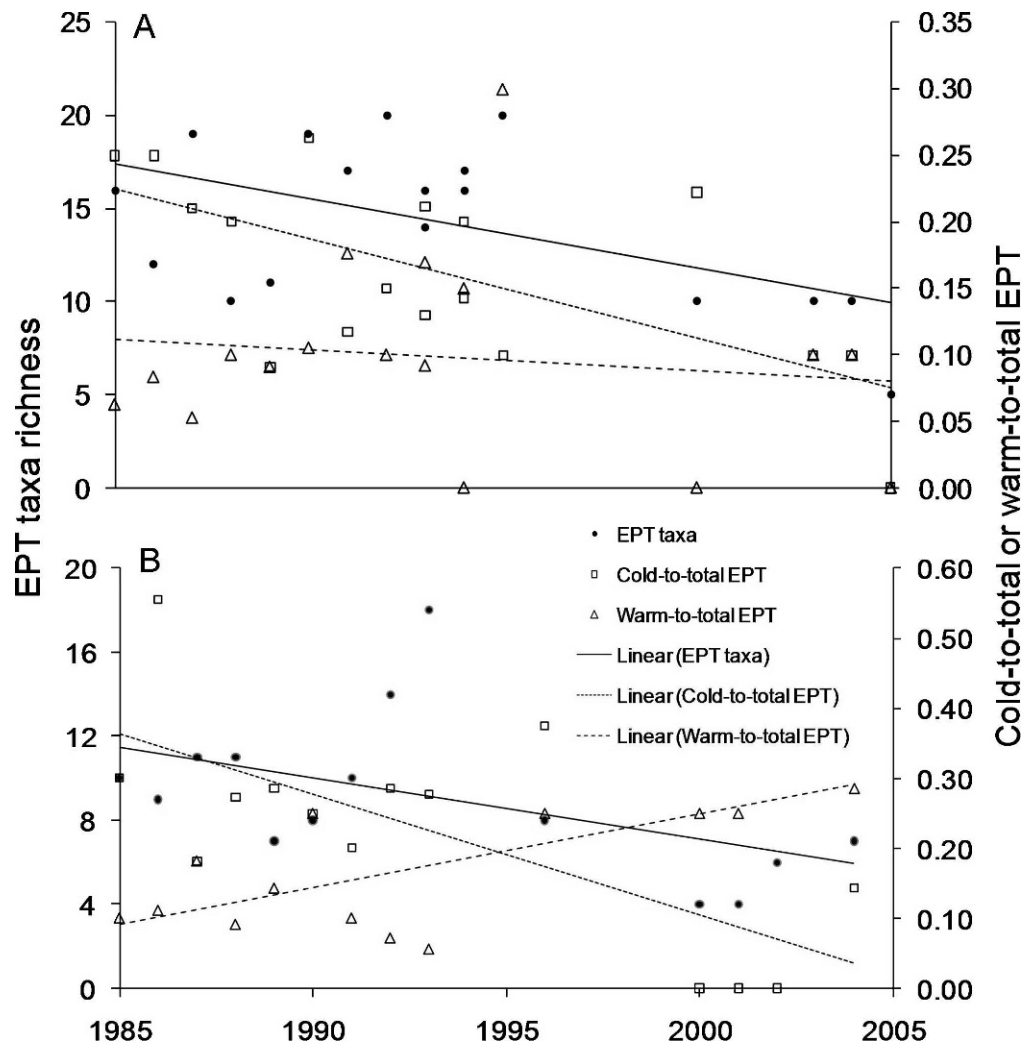 A
25
20
15
10
5
0
0.35
0.30
0.25
0.20
0.15
0.10
0.05
0.00
EPT taxa richness
Cold-to-total or warm-to-total EPT
B
EPT taxa
Cold-to-total EPT
Warm-to-total EPT
Linear (EPT taxa)
Linear (Cold-to-total EPT)
Linear (Warm-to-total EPT)
20
16
12
8
4
0
0.60
0.50
0.40
0.30
0.20
0.10
0.00
1985 1990 1995 2000 2005